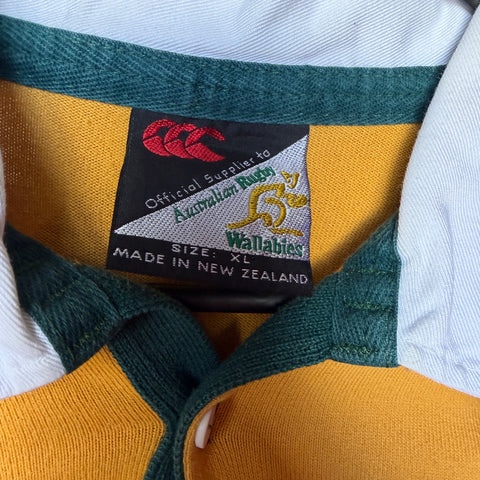 Official Supplier to
Australian Rugby
Wallabies
SIZE: XL
MADE IN NEW ZEALAND